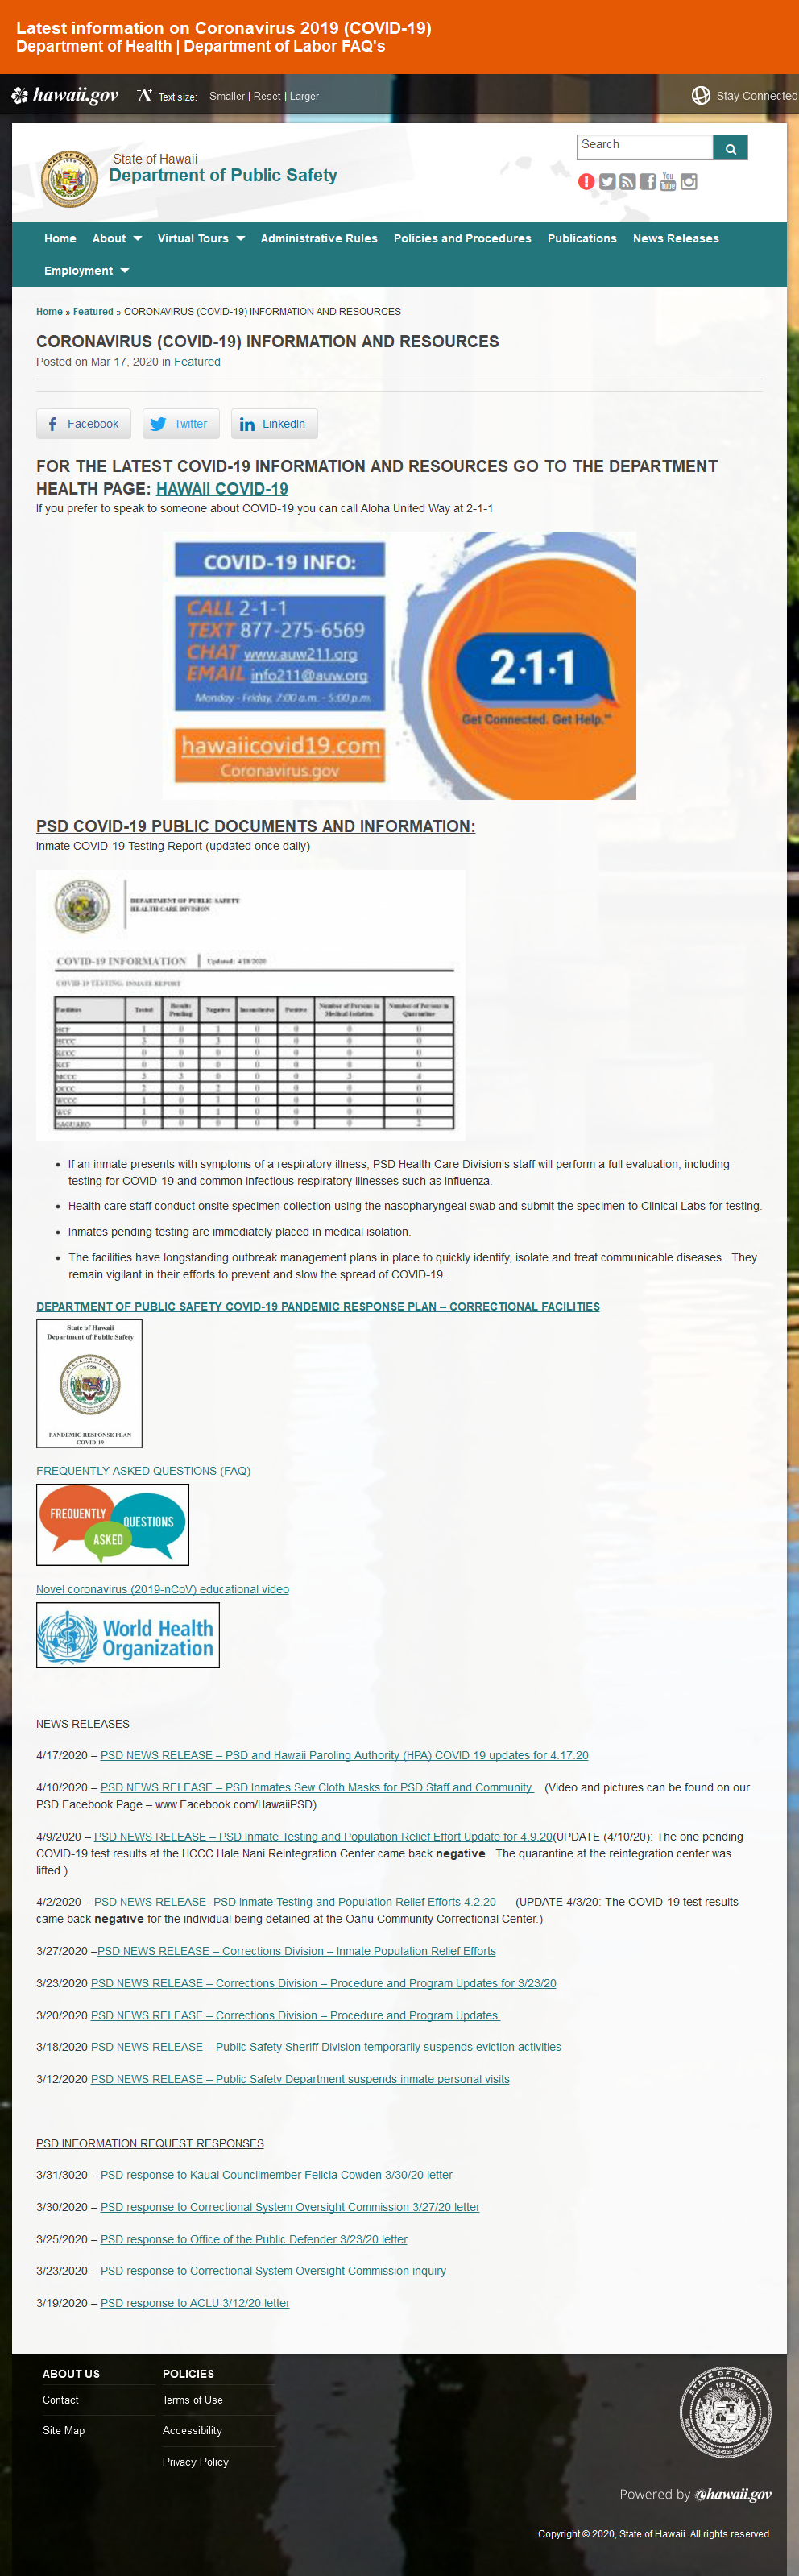 Latest information on Coronavirus 2019 (COVID-19)
Department of Health | Department of Labor FAQ's
hawaii.gov
Text size: Smaller | Reset | Larger
Stay Connected
State of Hawaii
Department of Public Safety
Search
Home About Virtual Tours Administrative Rules Policies and Procedures Publications News Releases
Employment
Home » Featured » CORONAVIRUS (COVID-19) INFORMATION AND RESOURCES
CORONAVIRUS (COVID-19) INFORMATION AND RESOURCES
Posted on Mar 17, 2020 in Featured
Facebook Twitter LinkedIn
FOR THE LATEST COVID-19 INFORMATION AND RESOURCES GO TO THE DEPARTMENT
HEALTH PAGE: HAWAII COVID-19
If you prefer to speak to someone about COVID-19 you can call Aloha United Way at 2-1-1
COVID-19 INFO:
CALL 2-1-1
TEXT 877-275-6569
CHAT www.auw211.org
EMAIL info211@auw.org
Monday - Friday, 7:00 a.m. - 5:00 p.m.
hawaiicovid19.com
Coronavirus.gov
2·1·1
Get Connected. Get Help.™
PSD COVID-19 PUBLIC DOCUMENTS AND INFORMATION:
Inmate COVID-19 Testing Report (updated once daily)
DEPARTMENT OF PUBLIC SAFETY
HEALTH CARE DIVISION
COVID-19 INFORMATION | Updated: 4/18/2020
COVID-19 TESTING: INMATE REPORT
Facilities Tested Results Pending Negative Inconclusive Positive Number of Persons in Medical Isolation Number of Persons in Quarantine
HCF 1 0 1 0 0 0 0
HCCC 3 0 3 0 0 0 0
KCCC 0 0 0 0 0 0 0
KCF 0 0 0 0 0 0 0
MCCC 3 3 0 0 0 3 4
OCCC 2 0 2 0 0 0 0
WCCC 1 0 1 0 0 0 0
WCF 1 0 1 0 0 0 0
SAGUARO 0 0 0 0 0 0 2
If an inmate presents with symptoms of a respiratory illness, PSD Health Care Division's staff will perform a full evaluation, including
testing for COVID-19 and common infectious respiratory illnesses such as Influenza.
Health care staff conduct onsite specimen collection using the nasopharyngeal swab and submit the specimen to Clinical Labs for testing.
Inmates pending testing are immediately placed in medical isolation.
The facilities have longstanding outbreak management plans in place to quickly identify, isolate and treat communicable diseases. They
remain vigilant in their efforts to prevent and slow the spread of COVID-19.
DEPARTMENT OF PUBLIC SAFETY COVID-19 PANDEMIC RESPONSE PLAN – CORRECTIONAL FACILITIES
State of Hawaii
Department of Public Safety
PANDEMIC RESPONSE PLAN
COVID-19
FREQUENTLY ASKED QUESTIONS (FAQ)
FREQUENTLY
ASKED
QUESTIONS
Novel coronavirus (2019-nCoV) educational video
World Health
Organization
NEWS RELEASES
4/17/2020 – PSD NEWS RELEASE – PSD and Hawaii Paroling Authority (HPA) COVID 19 updates for 4.17.20
4/10/2020 – PSD NEWS RELEASE – PSD Inmates Sew Cloth Masks for PSD Staff and Community (Video and pictures can be found on our
PSD Facebook Page – www.Facebook.com/HawaiiPSD)
4/9/2020 – PSD NEWS RELEASE – PSD Inmate Testing and Population Relief Effort Update for 4.9.20(UPDATE (4/10/20): The one pending
COVID-19 test results at the HCCC Hale Nani Reintegration Center came back negative. The quarantine at the reintegration center was
lifted.)
4/2/2020 – PSD NEWS RELEASE -PSD Inmate Testing and Population Relief Efforts 4.2.20 (UPDATE 4/3/20: The COVID-19 test results
came back negative for the individual being detained at the Oahu Community Correctional Center.)
3/27/2020 –PSD NEWS RELEASE – Corrections Division – Inmate Population Relief Efforts
3/23/2020 PSD NEWS RELEASE – Corrections Division – Procedure and Program Updates for 3/23/20
3/20/2020 PSD NEWS RELEASE – Corrections Division – Procedure and Program Updates
3/18/2020 PSD NEWS RELEASE – Public Safety Sheriff Division temporarily suspends eviction activities
3/12/2020 PSD NEWS RELEASE – Public Safety Department suspends inmate personal visits
PSD INFORMATION REQUEST RESPONSES
3/31/3020 – PSD response to Kauai Councilmember Felicia Cowden 3/30/20 letter
3/30/2020 – PSD response to Correctional System Oversight Commission 3/27/20 letter
3/25/2020 – PSD response to Office of the Public Defender 3/23/20 letter
3/23/2020 – PSD response to Correctional System Oversight Commission inquiry
3/19/2020 – PSD response to ACLU 3/12/20 letter
ABOUT US POLICIES
Contact Terms of Use
Site Map Accessibility
Privacy Policy
STATE OF HAWAII
1959
Powered by @hawaii.gov
Copyright © 2020, State of Hawaii. All rights reserved.